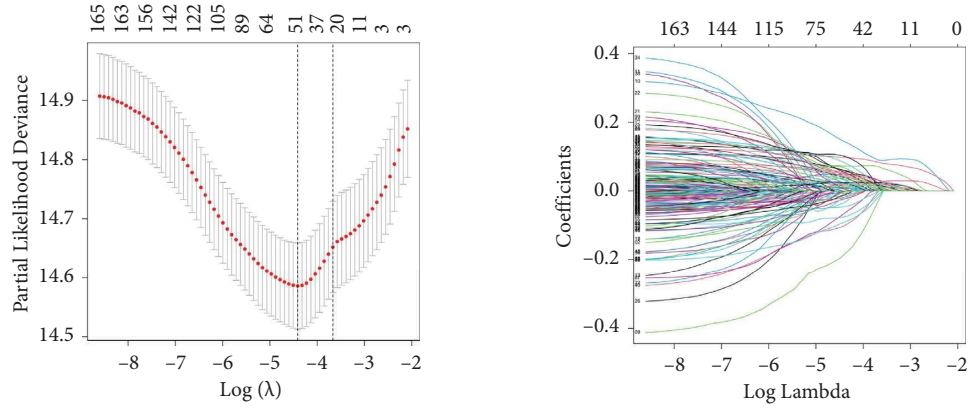 165 163 156 142 122 105 89 64 51 37 20 11 3 3
Partial Likelihood Deviance
14.9
14.8
14.7
14.6
14.5
−8 −7 −6 −5 −4 −3 −2
Log (λ)
163 144 115 75 42 11 0
Coefficients
0.4
0.2
0.0
−0.2
−0.4
−8 −7 −6 −5 −4 −3 −2
Log Lambda